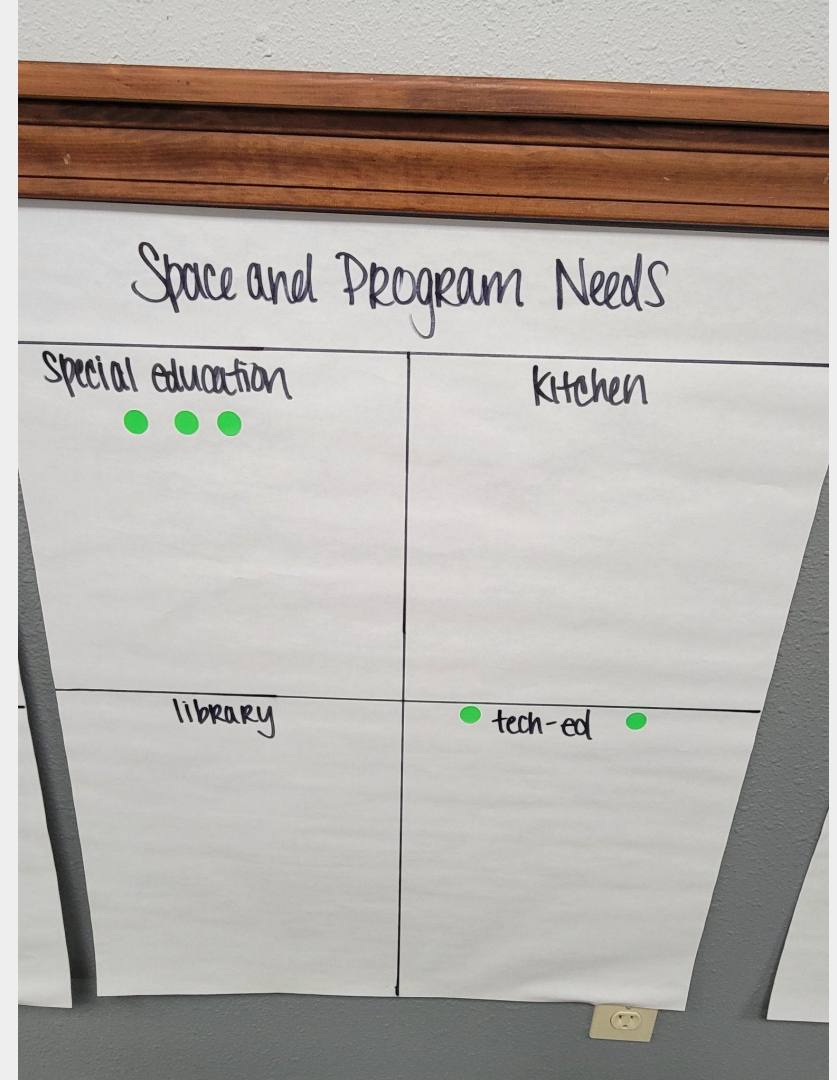 Space and Program Needs
Special education
Kitchen
library
tech-ed